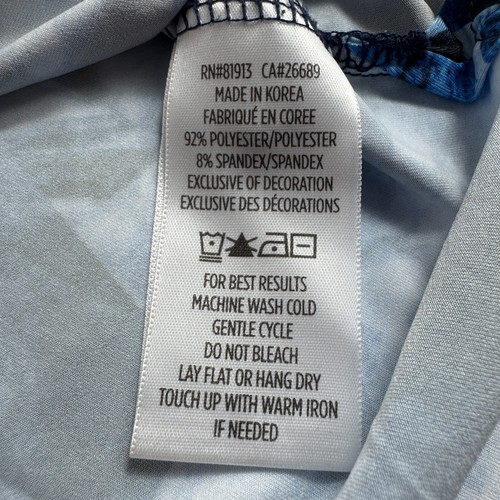 RN#81913 CA#26689
MADE IN KOREA
FABRIQUÉ EN COREE
92% POLYESTER/POLYESTER
8% SPANDEX/SPANDEX
EXCLUSIVE OF DECORATION
EXCLUSIVE DES DÉCORATIONS
FOR BEST RESULTS
MACHINE WASH COLD
GENTLE CYCLE
DO NOT BLEACH
LAY FLAT OR HANG DRY
TOUCH UP WITH WARM IRON
IF NEEDED